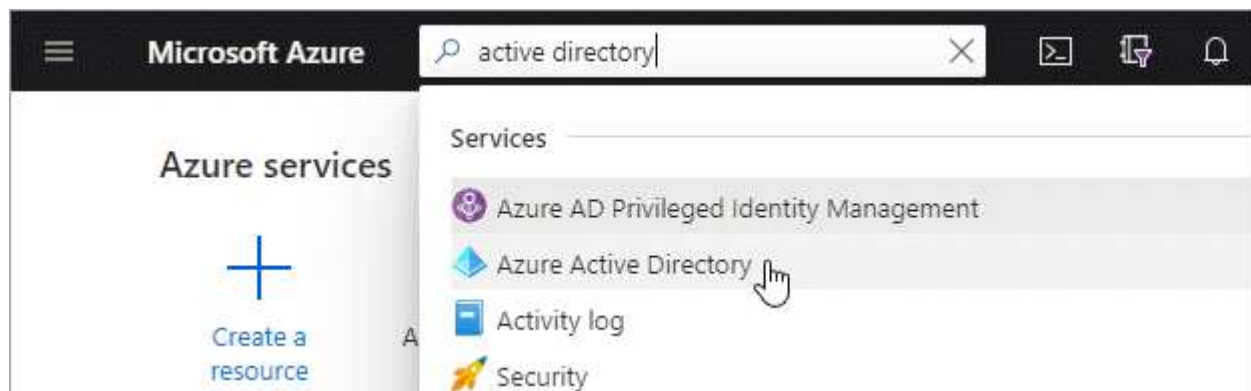 Microsoft Azure
active directory
Services
Azure services
Azure AD Privileged Identity Management
Azure Active Directory
Activity log
Create a
resource
A
Security